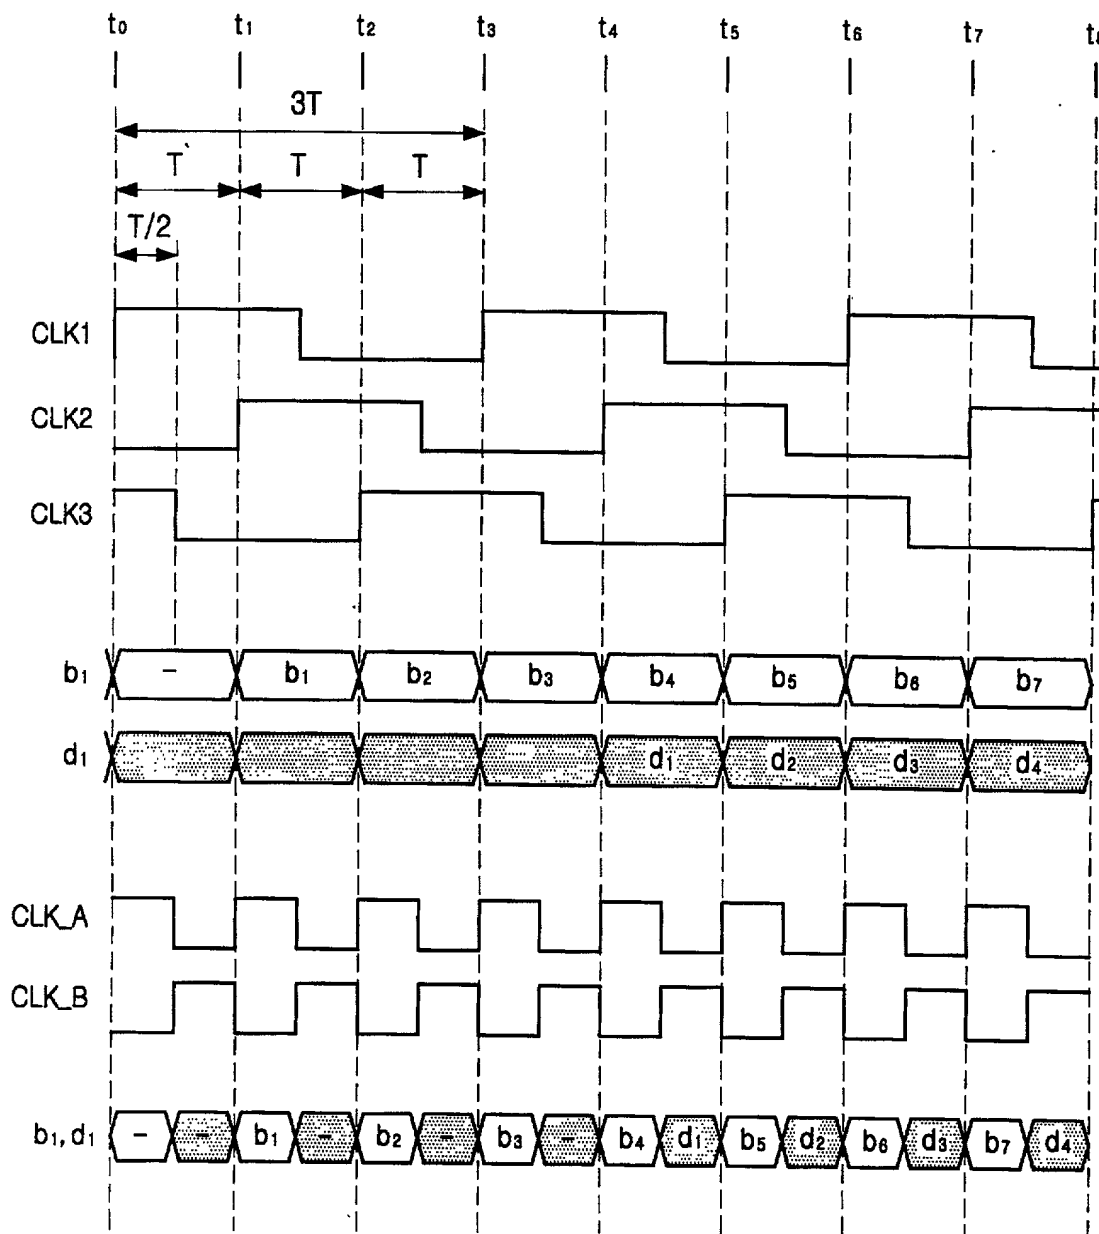 t0 t1 t2 t3 t4 t5 t6 t7 t8
3T
T T T
T/2
CLK1
CLK2
CLK3
b1 - b1 b2 b3 b4 b5 b6 b7
d1 d1 d2 d3 d4
CLK_A
CLK_B
b1, d1 - - b1 - b2 - b3 - b4 d1 b5 d2 b6 d3 b7 d4